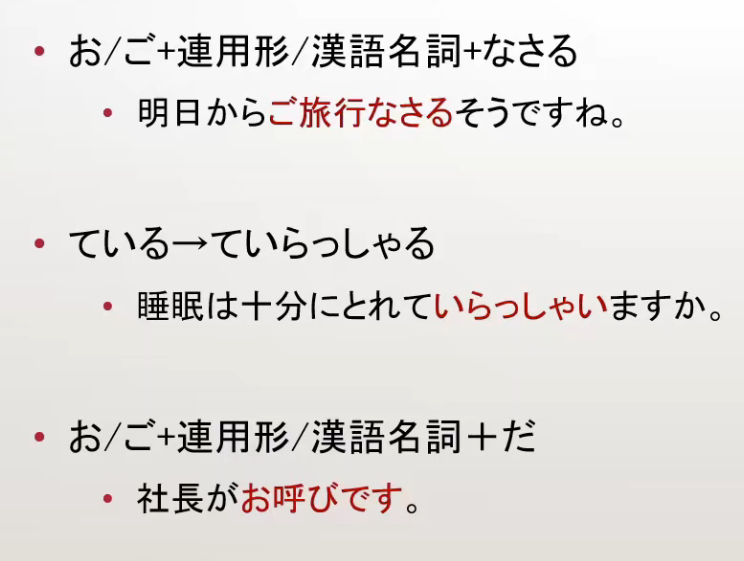 • お/ご+連用形/漢語名詞+なさる
• 明日からご旅行なさるそうですね。
• ている→ていらっしゃる
• 睡眠は十分にとれていらっしゃいますか。
• お/ご+連用形/漢語名詞＋だ
• 社長がお呼びです。